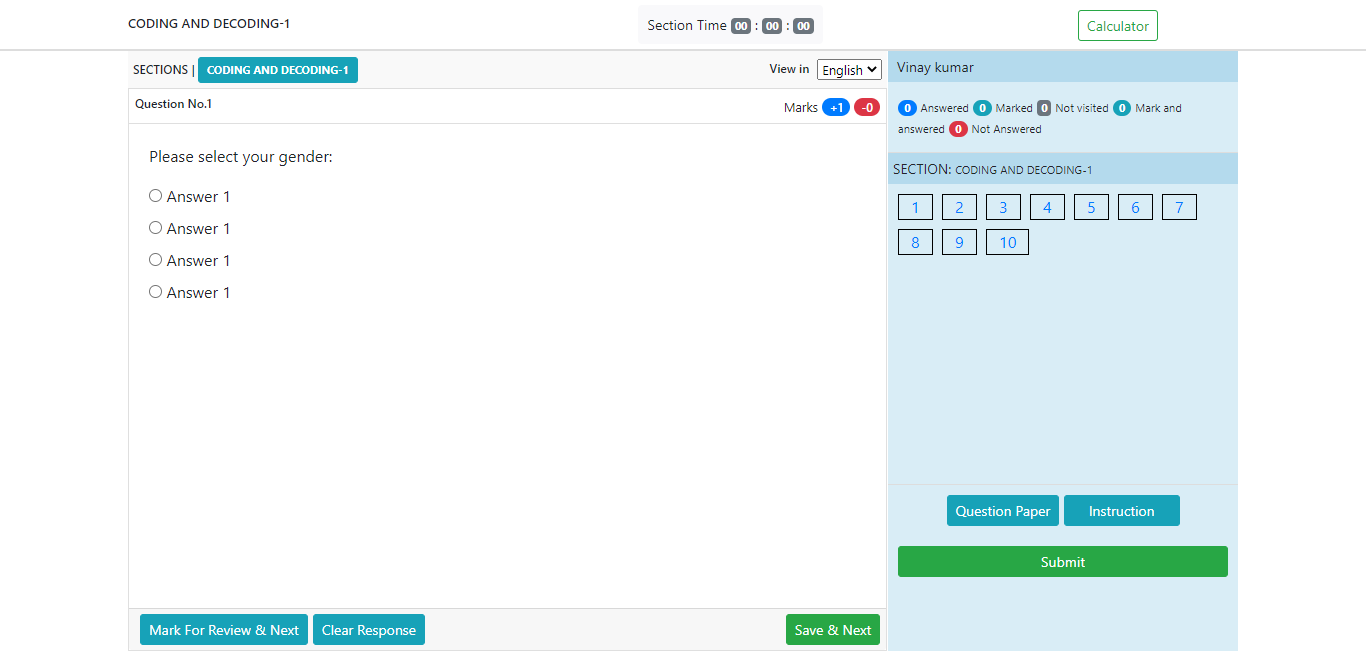 CODING AND DECODING-1
Section Time 00 : 00 : 00
Calculator
SECTIONS | CODING AND DECODING-1
View in English
Question No.1
Marks +1 -0
Please select your gender:
Answer 1
Answer 1
Answer 1
Answer 1
Mark For Review & Next
Clear Response
Save & Next
Vinay kumar
0 Answered 0 Marked 0 Not visited 0 Mark and
answered 0 Not Answered
SECTION: CODING AND DECODING-1
1 2 3 4 5 6 7
8 9 10
Question Paper
Instruction
Submit